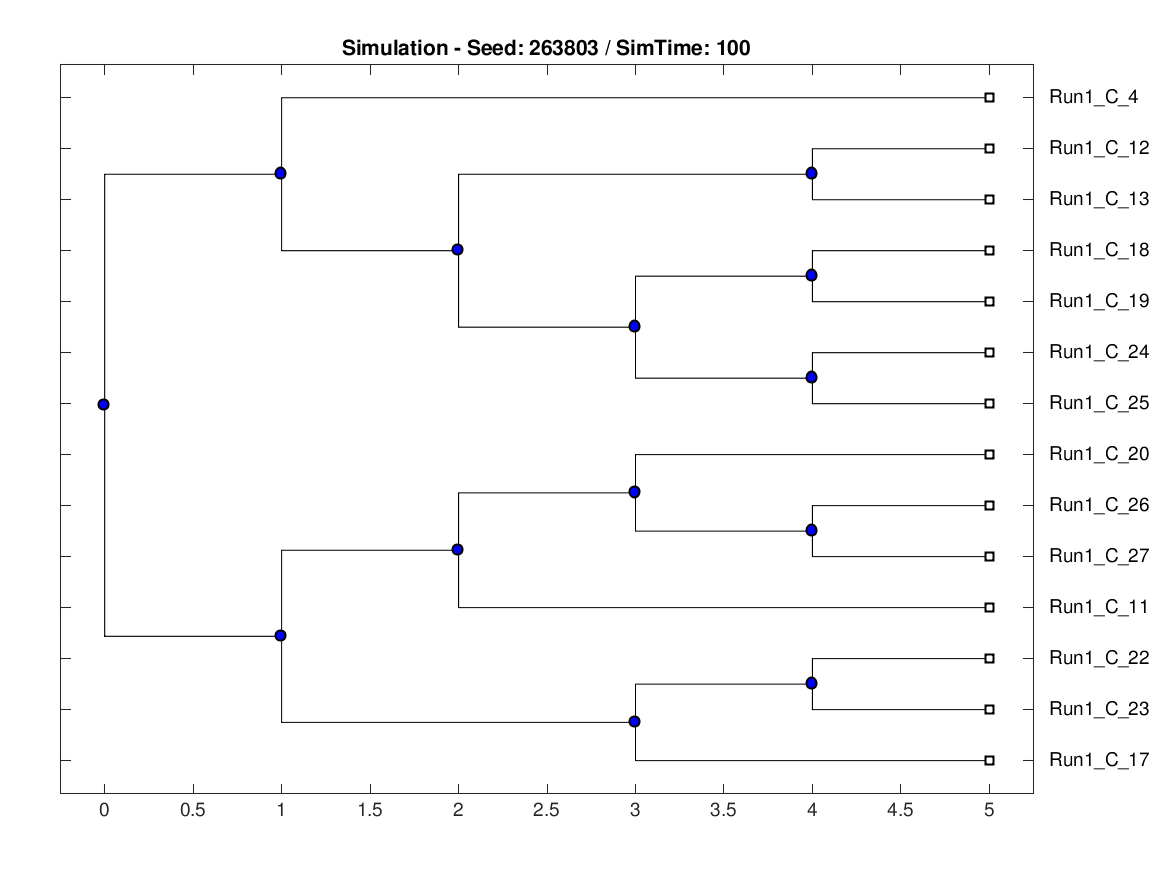 Simulation - Seed: 263803 / SimTime: 100
Run1_C_4
Run1_C_12
Run1_C_13
Run1_C_18
Run1_C_19
Run1_C_24
Run1_C_25
Run1_C_20
Run1_C_26
Run1_C_27
Run1_C_11
Run1_C_22
Run1_C_23
Run1_C_17
0 0.5 1 1.5 2 2.5 3 3.5 4 4.5 5